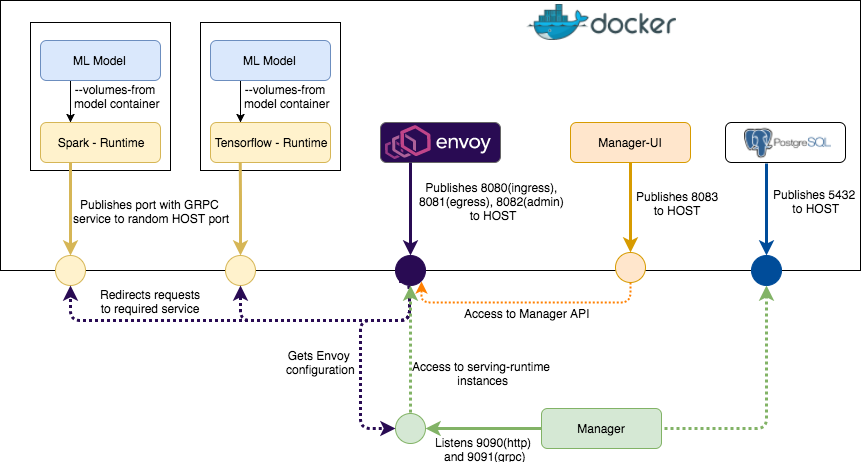 docker
ML Model
ML Model
--volumes-from
model container
--volumes-from
model container
Spark - Runtime
Tensorflow - Runtime
envoy
Manager-UI
PostgreSQL
Publishes port with GRPC
service to random HOST port
Publishes 8080(ingress),
8081(egress), 8082(admin)
to HOST
Publishes 8083
to HOST
Publishes 5432
to HOST
Redirects requests
to required service
Access to Manager API
Gets Envoy
configuration
Access to serving-runtime
instances
Manager
Listens 9090(http)
and 9091(grpc)